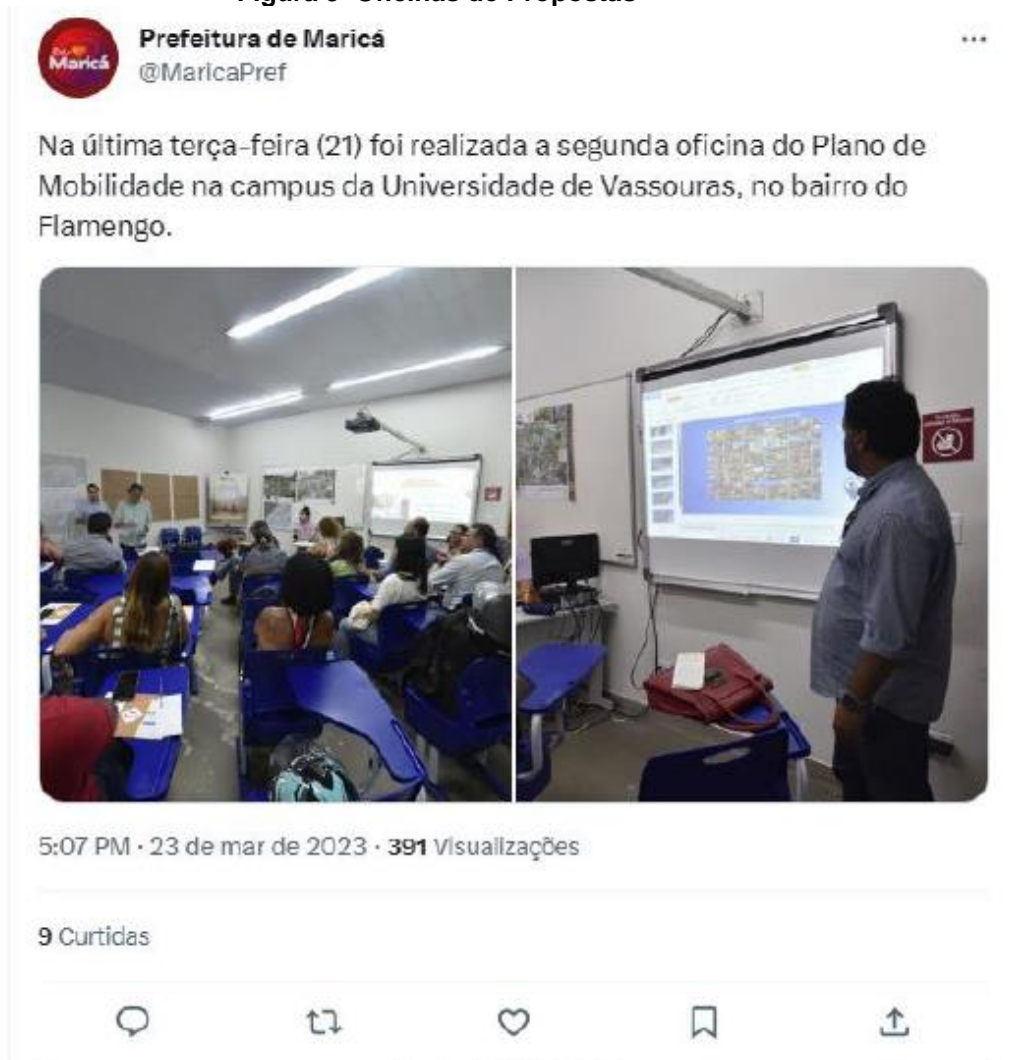 Prefeitura de Maricá
@MaricaPref
Maricá
Na última terça-feira (21) foi realizada a segunda oficina do Plano de
Mobilidade na campus da Universidade de Vassouras, no bairro do
Flamengo.
5:07 PM · 23 de mar de 2023 · 391 Visualizações
9 Curtidas